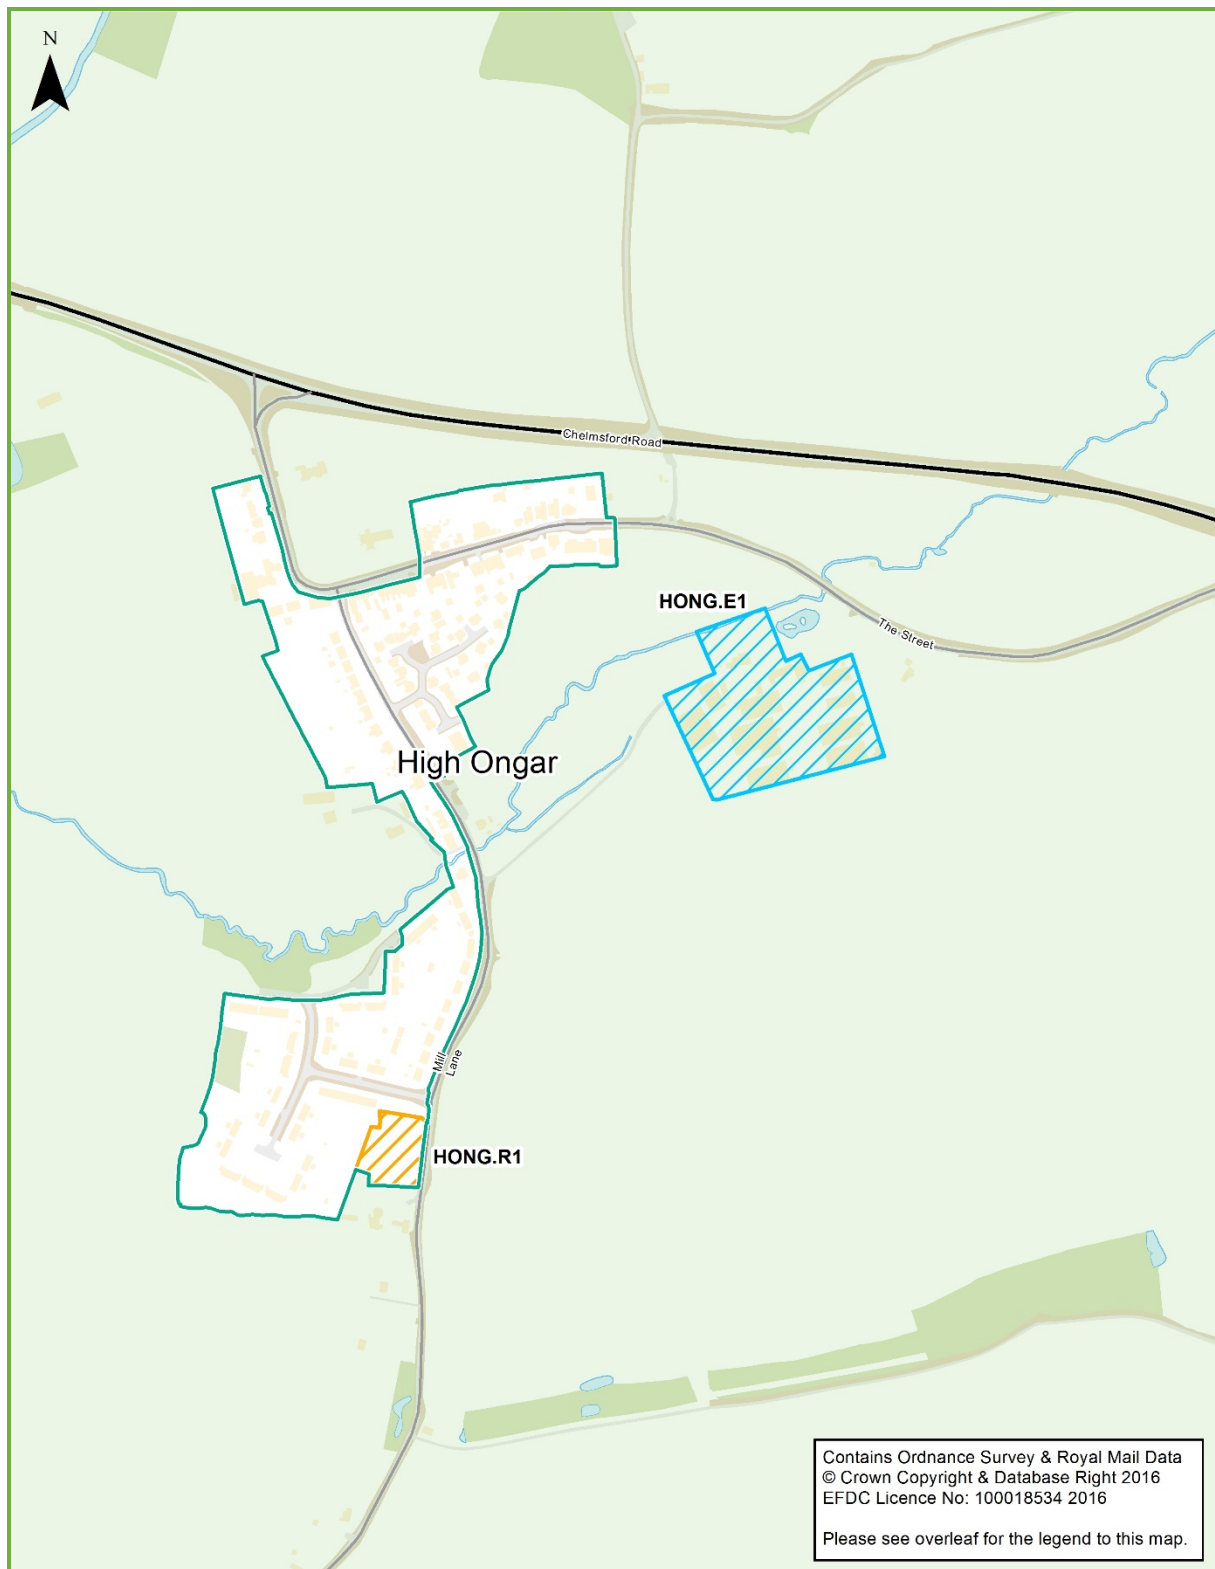 N
Chelmsford Road
HONG.E1
The Street
High Ongar
Mill
Lane
HONG.R1
Contains Ordnance Survey & Royal Mail Data
© Crown Copyright & Database Right 2016
EFDC Licence No: 100018534 2016
Please see overleaf for the legend to this map.